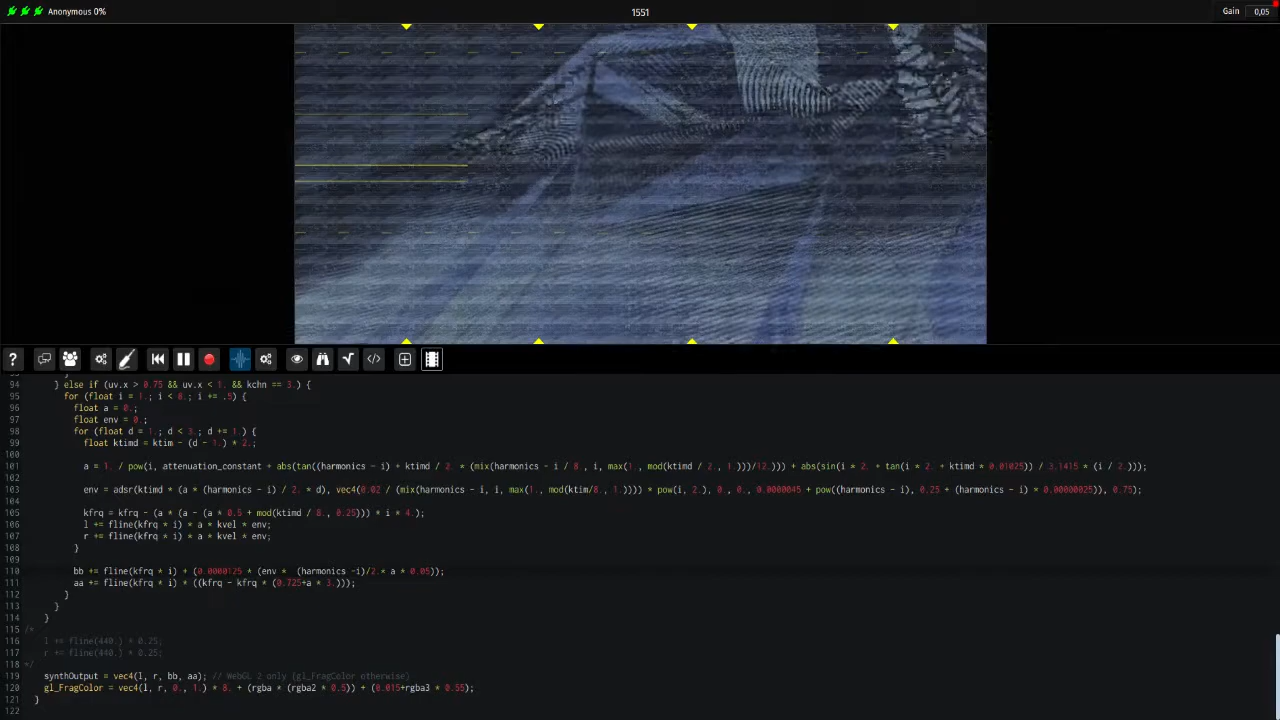 Anonymous 0%
1551
Gain 0,05
94 } else if (uv.x > 0.75 && uv.x < 1. && kchn == 3.) {
95 for (float i = 1.; i < 8.; i += .5) {
96 float a = 0.;
97 float env = 0.;
98 for (float d = 1.; d < 3.; d += 1.) {
99 float ktimd = ktim - (d - 1.) * 2.;
100
101 a = 1. / pow(i, attenuation_constant + abs(tan((harmonics - i) + ktimd / 2. * (mix(harmonics - i / 8., i, max(1., mod(ktimd / 2., 1.)))/12.))) + abs(sin(i * 2. + tan(i * 2. + ktimd * 0.01025)) / 3.1415 * (i / 2.)));
102
103 env = adsr(ktimd * (a * (harmonics - i) / 2. * d), vec4(0.02 / (mix(harmonics - i, i, max(1., mod(ktim/8., 1.)))) * pow(i, 2.), 0., 0., 0.0000045 + pow((harmonics - i), 0.25 + (harmonics - i) * 0.00000025)), 0.75);
104
105 kfrq = kfrq - (a * (a - (a * 0.5 + mod(ktimd / 8., 0.25))) * i * 4.);
106 l += fline(kfrq * i) * a * kvel * env;
107 r += fline(kfrq * i) * a * kvel * env;
108 }
109
110 bb += fline(kfrq * i) + (0.0000125 * (env * (harmonics -i)/2.* a * 0.05));
111 aa += fline(kfrq * i) * ((kfrq - kfrq * (0.725+a * 3.)));
112 }
113 }
114 }
115 /*
116 l += fline(440.) * 0.25;
117 r += fline(440.) * 0.25;
118 */
119 synthOutput = vec4(l, r, bb, aa); // WebGL 2 only (gl_FragColor otherwise)
120 gl_FragColor = vec4(l, r, 0., 1.) * 8. + (rgba * (rgba2 * 0.5)) + (0.015+rgba3 * 0.55);
121 }
122